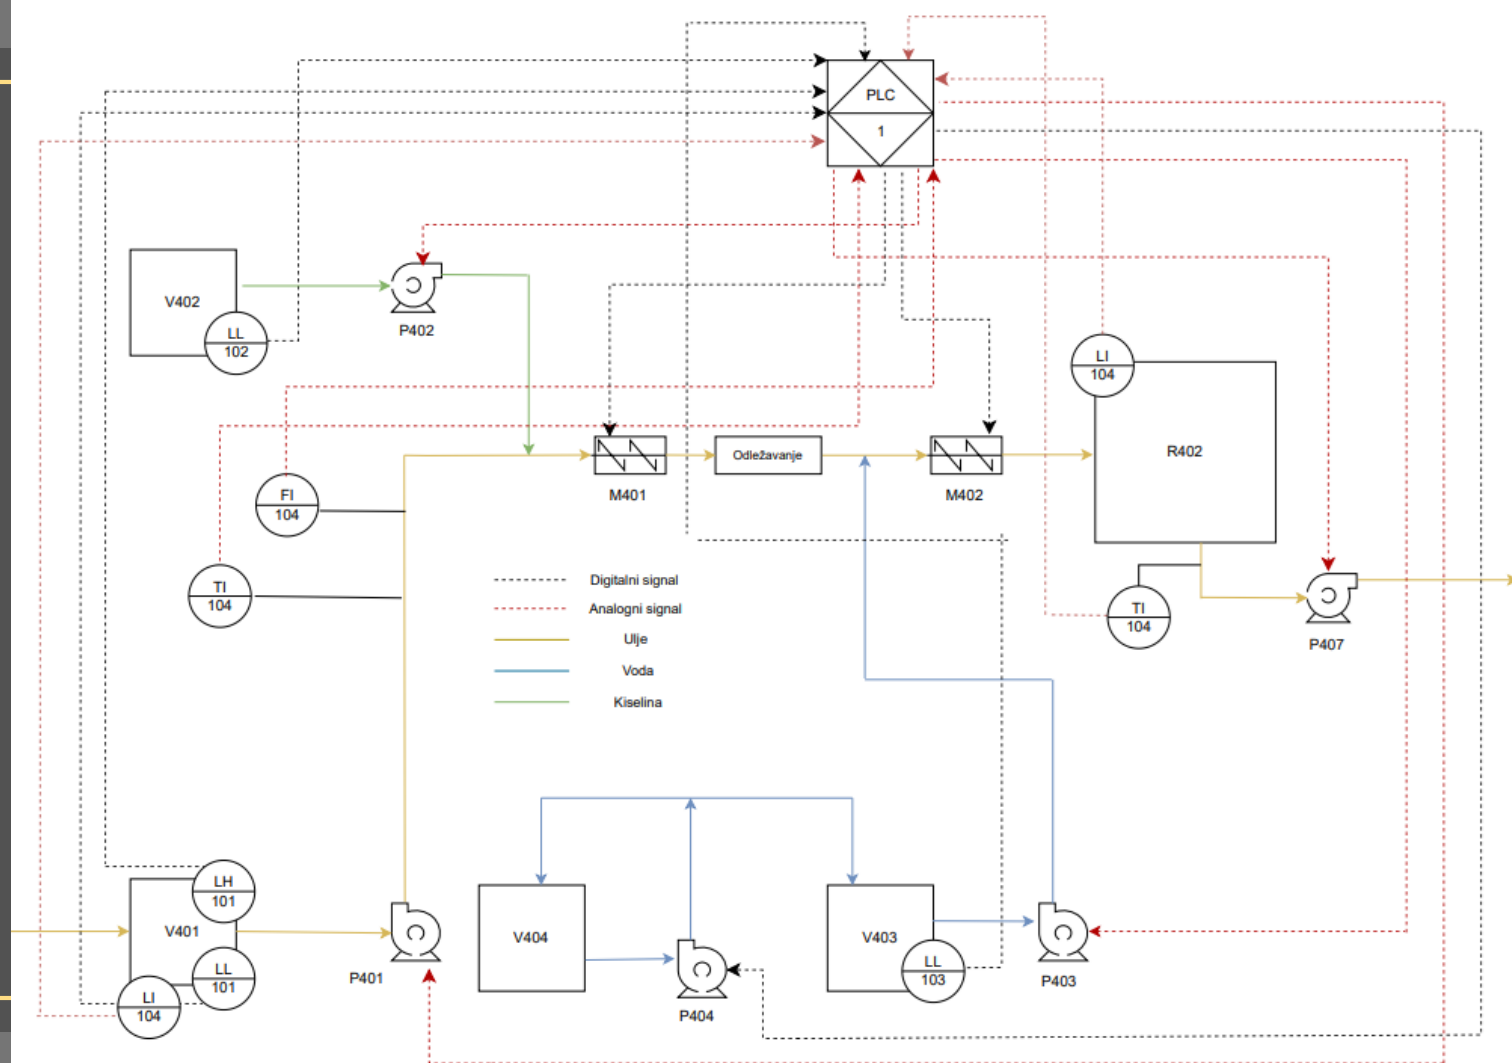 PLC
1
V402
LL
102
P402
LI
104
R402
Odležavanje
M401
M402
FI
104
TI
104
Digitalni signal
Analogni signal
Ulje
Voda
Kiselina
TI
104
P407
LH
101
V401
LL
101
LI
104
P401
V404
P404
V403
LL
103
P403